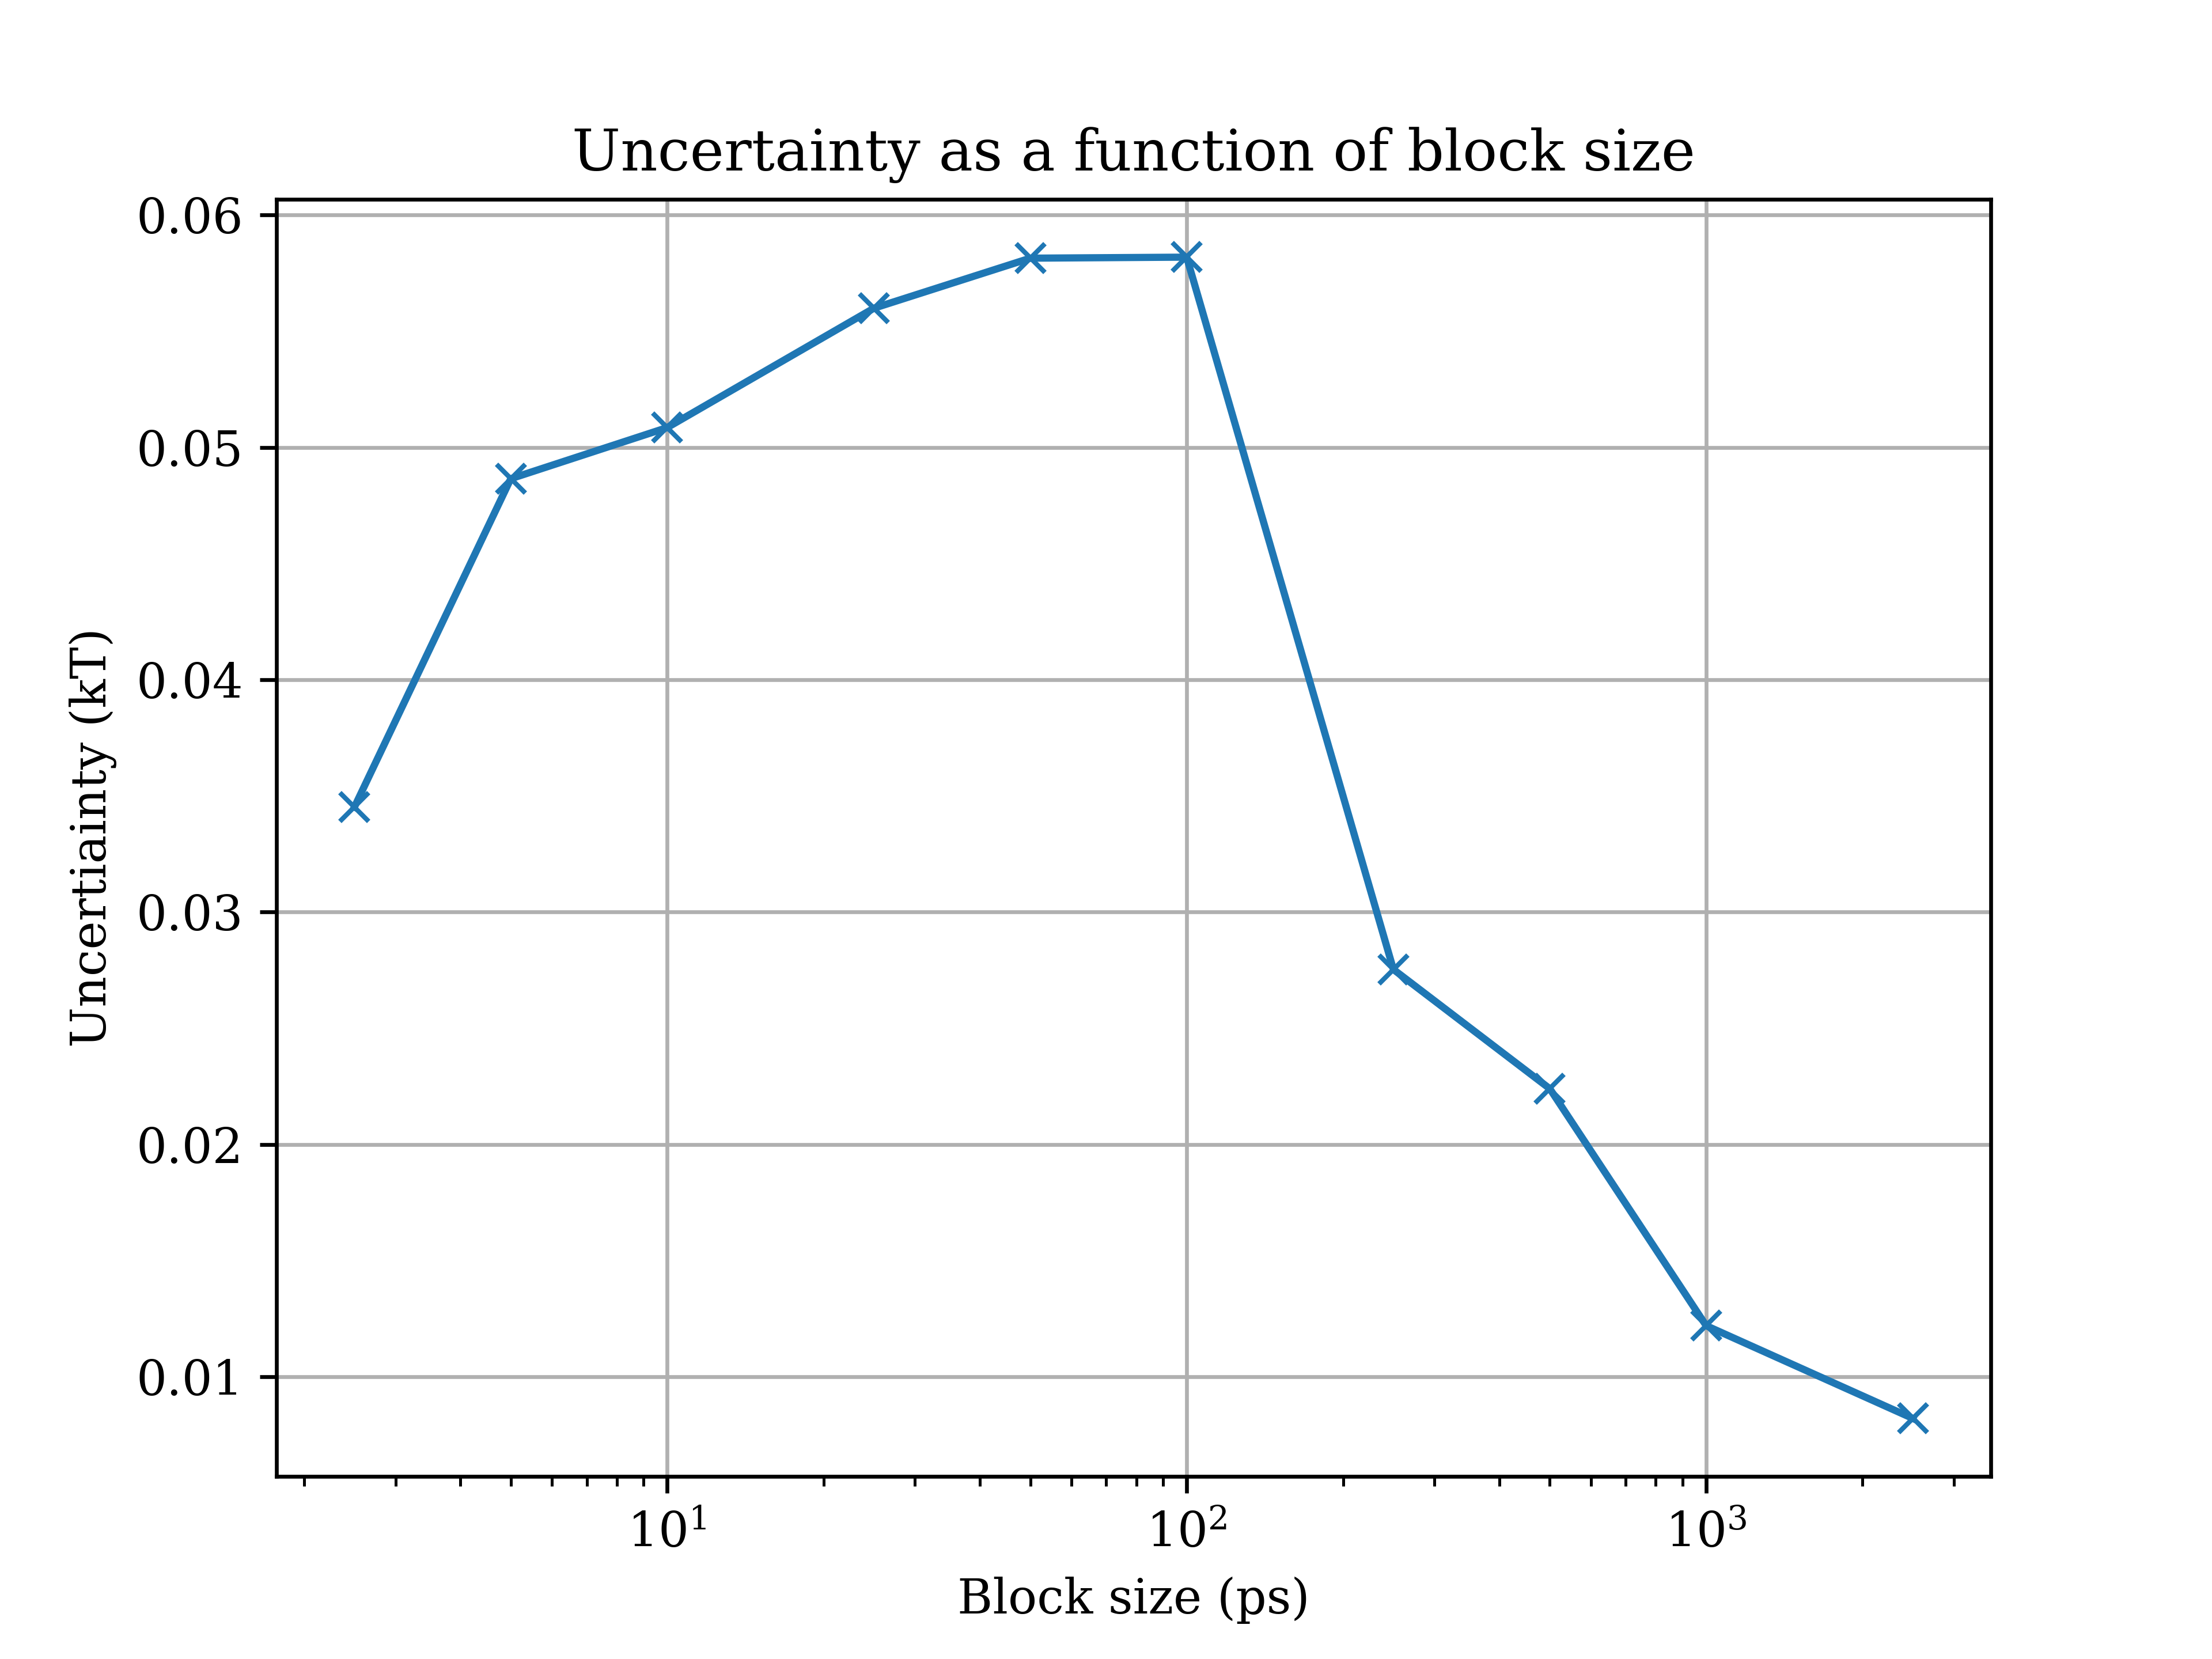 Uncertainty as a function of block size
0.06
0.05
0.04
0.03
0.02
0.01
Uncertiainty (kT)
10¹ 10² 10³
Block size (ps)